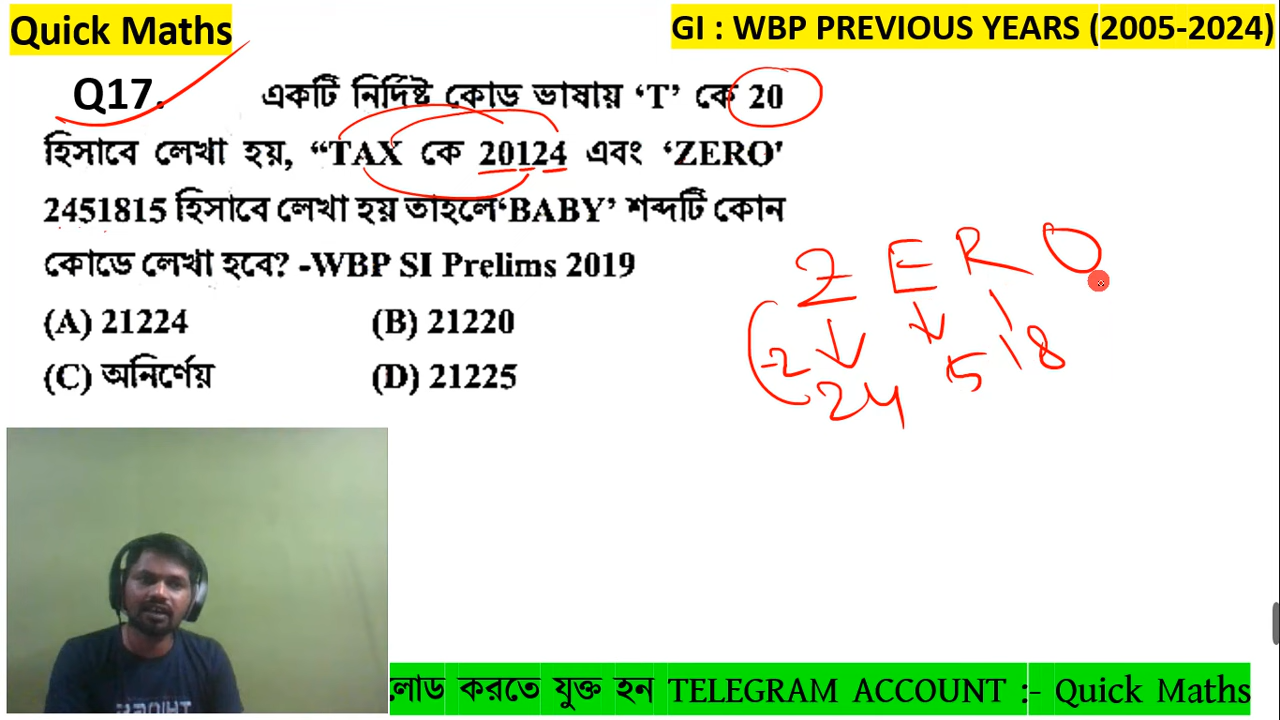 Quick Maths
GI : WBP PREVIOUS YEARS (2005-2024)
Q17. একটি নির্দিষ্ট কোড ভাষায় ‘T’ কে 20
হিসাবে লেখা হয়, “TAX কে 20124 এবং ‘ZERO'
2451815 হিসাবে লেখা হয় তাহলে‘BABY’ শব্দটি কোন
কোডে লেখা হবে? -WBP SI Prelims 2019
(A) 21224 (B) 21220
(C) অনির্ণেয় (D) 21225
Z E R O
-2
24 5 18
লোড করতে যুক্ত হন TELEGRAM ACCOUNT :- Quick Maths